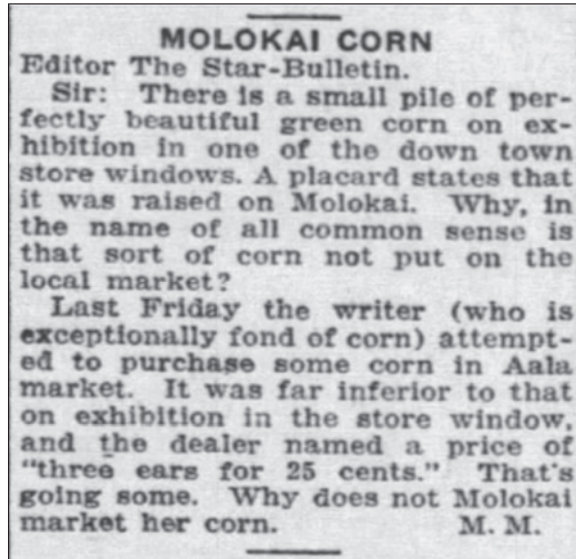 MOLOKAI CORN
Editor The Star-Bulletin.
Sir: There is a small pile of per-
fectly beautiful green corn on ex-
hibition in one of the down town
store windows. A placard states that
it was raised on Molokai. Why, in
the name of all common sense is
that sort of corn not put on the
local market?
Last Friday the writer (who is
exceptionally fond of corn) attempt-
ed to purchase some corn in Aala
market. It was far inferior to that
on exhibition in the store window,
and the dealer named a price of
"three ears for 25 cents." That's
going some. Why does not Molokai
market her corn. M. M.